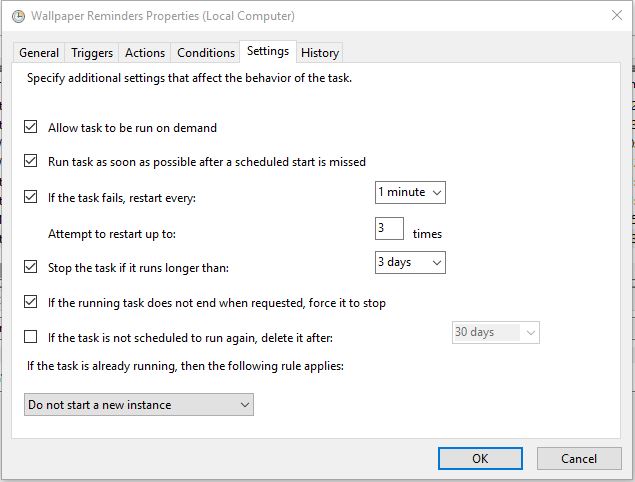 Wallpaper Reminders Properties (Local Computer)
General Triggers Actions Conditions Settings History
Specify additional settings that affect the behavior of the task.
Allow task to be run on demand
Run task as soon as possible after a scheduled start is missed
If the task fails, restart every: 1 minute
Attempt to restart up to: 3 times
Stop the task if it runs longer than: 3 days
If the running task does not end when requested, force it to stop
If the task is not scheduled to run again, delete it after: 30 days
If the task is already running, then the following rule applies:
Do not start a new instance
OK Cancel